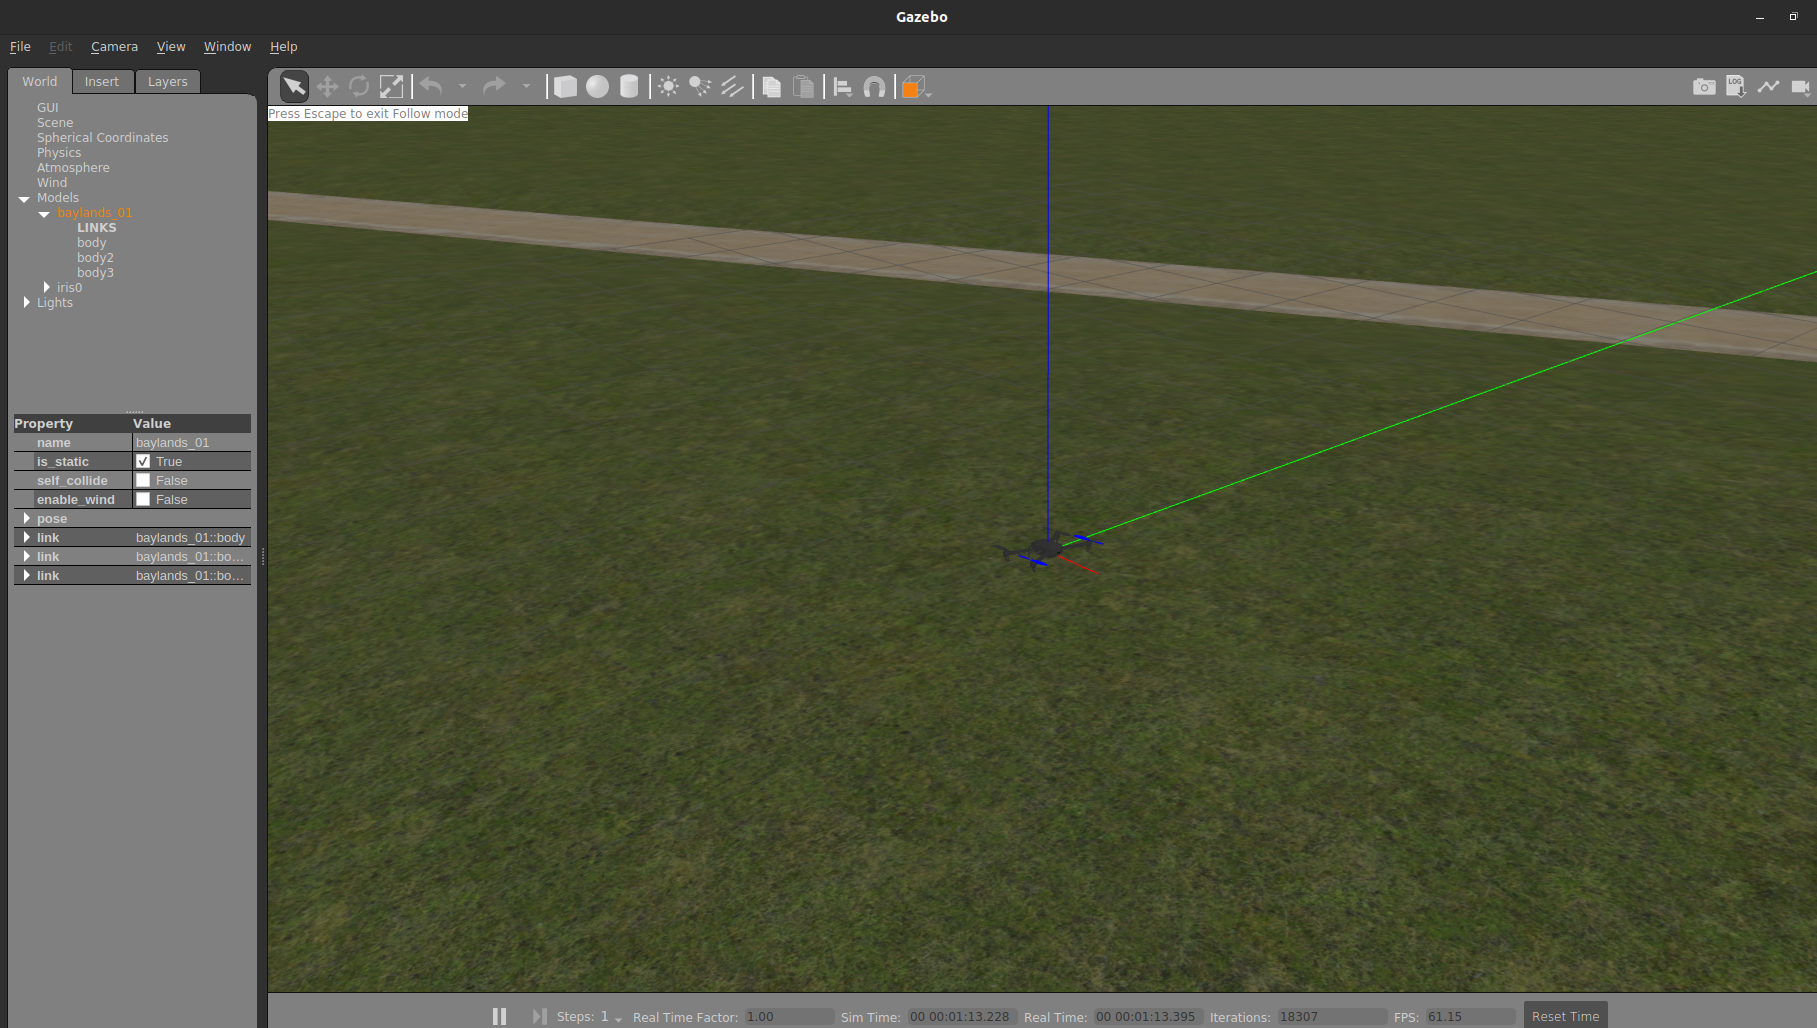 Gazebo
File Edit Camera View Window Help
World Insert Layers
LOG
Press Escape to exit Follow mode
GUI
Scene
Spherical Coordinates
Physics
Atmosphere
Wind
Models
baylands_01
LINKS
body
body2
body3
iris0
Lights
Property Value
name baylands_01
is_static True
self_collide False
enable_wind False
pose
link baylands_01::body
link baylands_01::bo...
link baylands_01::bo...
Steps: 1 Real Time Factor: 1.00 Sim Time: 00 00:01:13.228 Real Time: 00 00:01:13.395 Iterations: 18307 FPS: 61.15 Reset Time